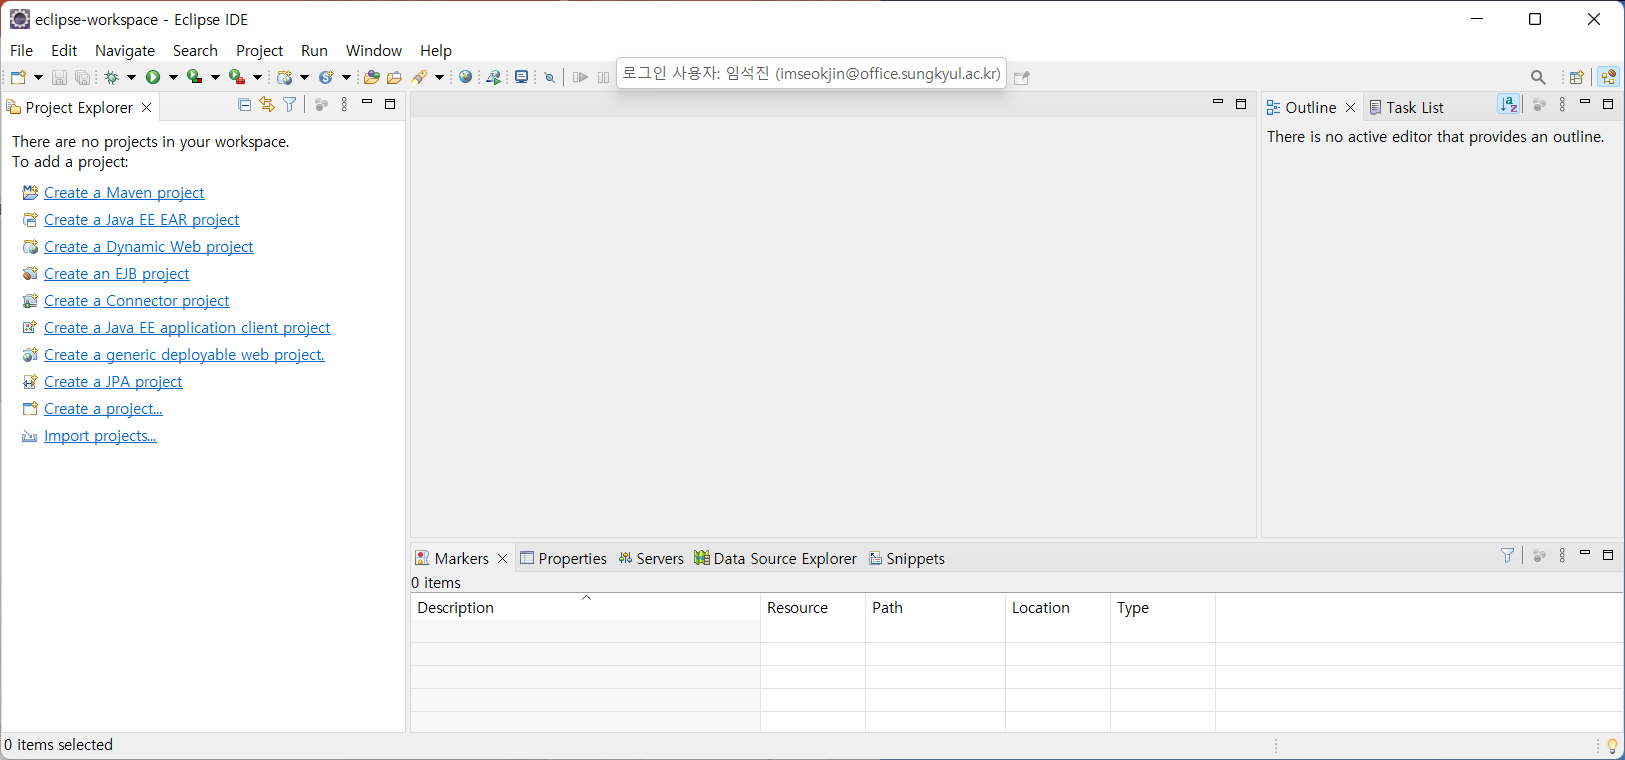 eclipse-workspace - Eclipse IDE
File Edit Navigate Search Project Run Window Help
로그인 사용자: 임석진 (imseokjin@office.sungkyul.ac.kr)
Project Explorer
There are no projects in your workspace.
To add a project:
Create a Maven project
Create a Java EE EAR project
Create a Dynamic Web project
Create an EJB project
Create a Connector project
Create a Java EE application client project
Create a generic deployable web project.
Create a JPA project
Create a project...
Import projects...
Outline Task List
There is no active editor that provides an outline.
Markers Properties Servers Data Source Explorer Snippets
0 items
Description Resource Path Location Type
0 items selected